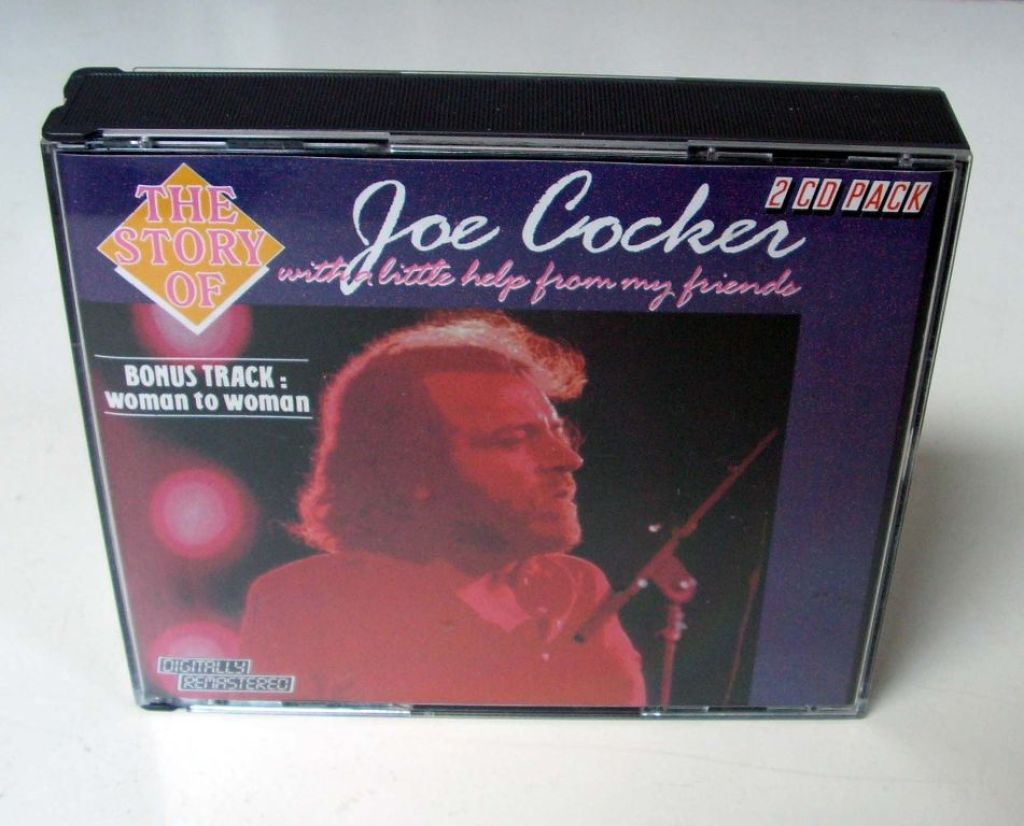 THE
STORY
OF
Joe Cocker
with a little help from my friends
2 CD PACK
BONUS TRACK:
woman to woman
DIGITALLY
REMASTERED